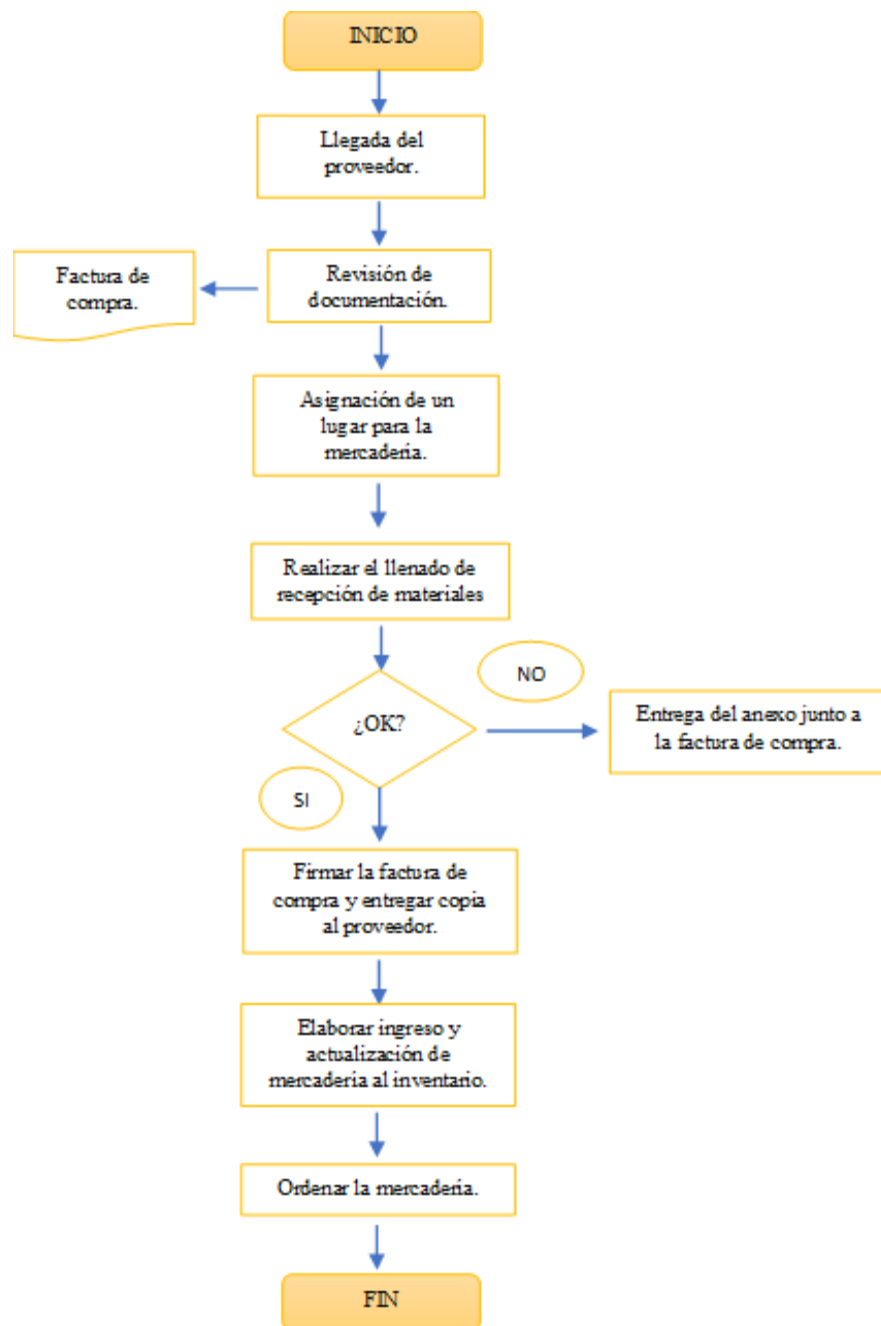 INICIO
Llegada del
proveedor.
Factura de
compra.
Revisión de
documentación.
Asignación de un
lugar para la
mercadería.
Realizar el llenado de
recepción de materiales
NO
¿OK?
Entrega del anexo junto a
la factura de compra.
SI
Firmar la factura de
compra y entregar copia
al proveedor.
Elaborar ingreso y
actualización de
mercadería al inventario.
Ordenar la mercadería.
FIN